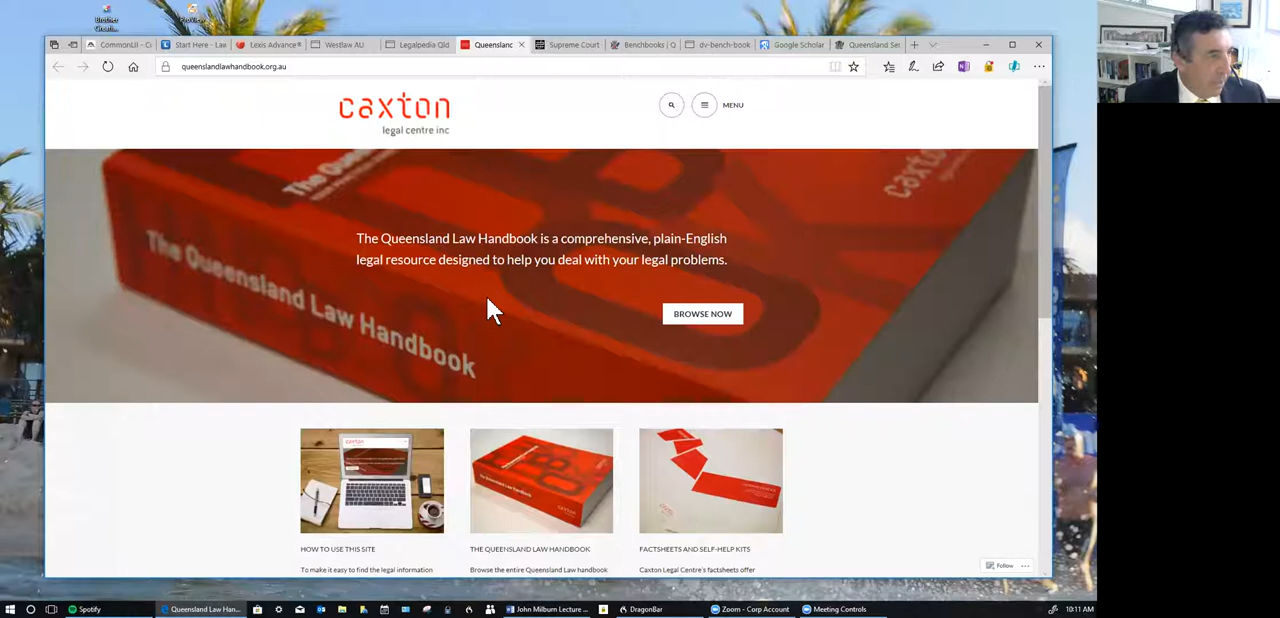 Brother
Creati...
ProView
CommonLII - Co
Start Here - Law
Lexis Advance®
Westlaw AU
Legalpedia Qld
Queenslanc
Supreme Court
Benchbooks | Q
dv-bench-book
Google Scholar
Queensland Se
queenslandlawhandbook.org.au
caxton
legal centre inc
MENU
The Queensland Law Handbook
The Queensland Law Handbook is a comprehensive, plain-English
legal resource designed to help you deal with your legal problems.
BROWSE NOW
HOW TO USE THIS SITE
To make it easy to find the legal information
THE QUEENSLAND LAW HANDBOOK
Browse the entire Queensland Law handbook
FACTSHEETS AND SELF-HELP KITS
Caxton Legal Centre's factsheets offer
Follow
Spotify
Queensland Law Han...
John Milburn Lecture ...
DragonBar
Zoom - Corp Account
Meeting Controls
10:11 AM